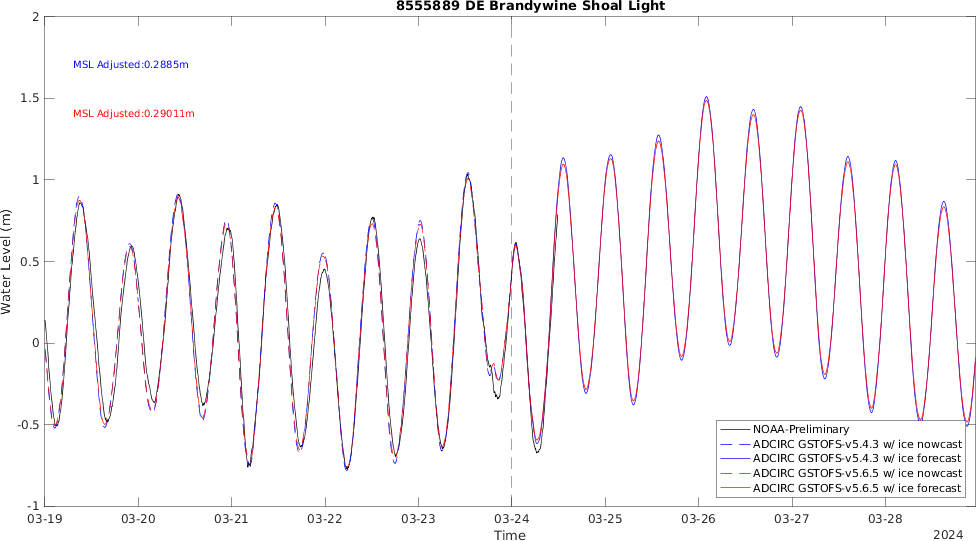 8555889 DE Brandywine Shoal Light
MSL Adjusted:0.2885m
MSL Adjusted:0.29011m
Water Level (m)
2
1.5
1
0.5
0
-0.5
-1
NOAA-Preliminary
ADCIRC GSTOFS-v5.4.3 w/ ice nowcast
ADCIRC GSTOFS-v5.4.3 w/ ice forecast
ADCIRC GSTOFS-v5.6.5 w/ ice nowcast
ADCIRC GSTOFS-v5.6.5 w/ ice forecast
03-19 03-20 03-21 03-22 03-23 03-24 03-25 03-26 03-27 03-28
Time
2024